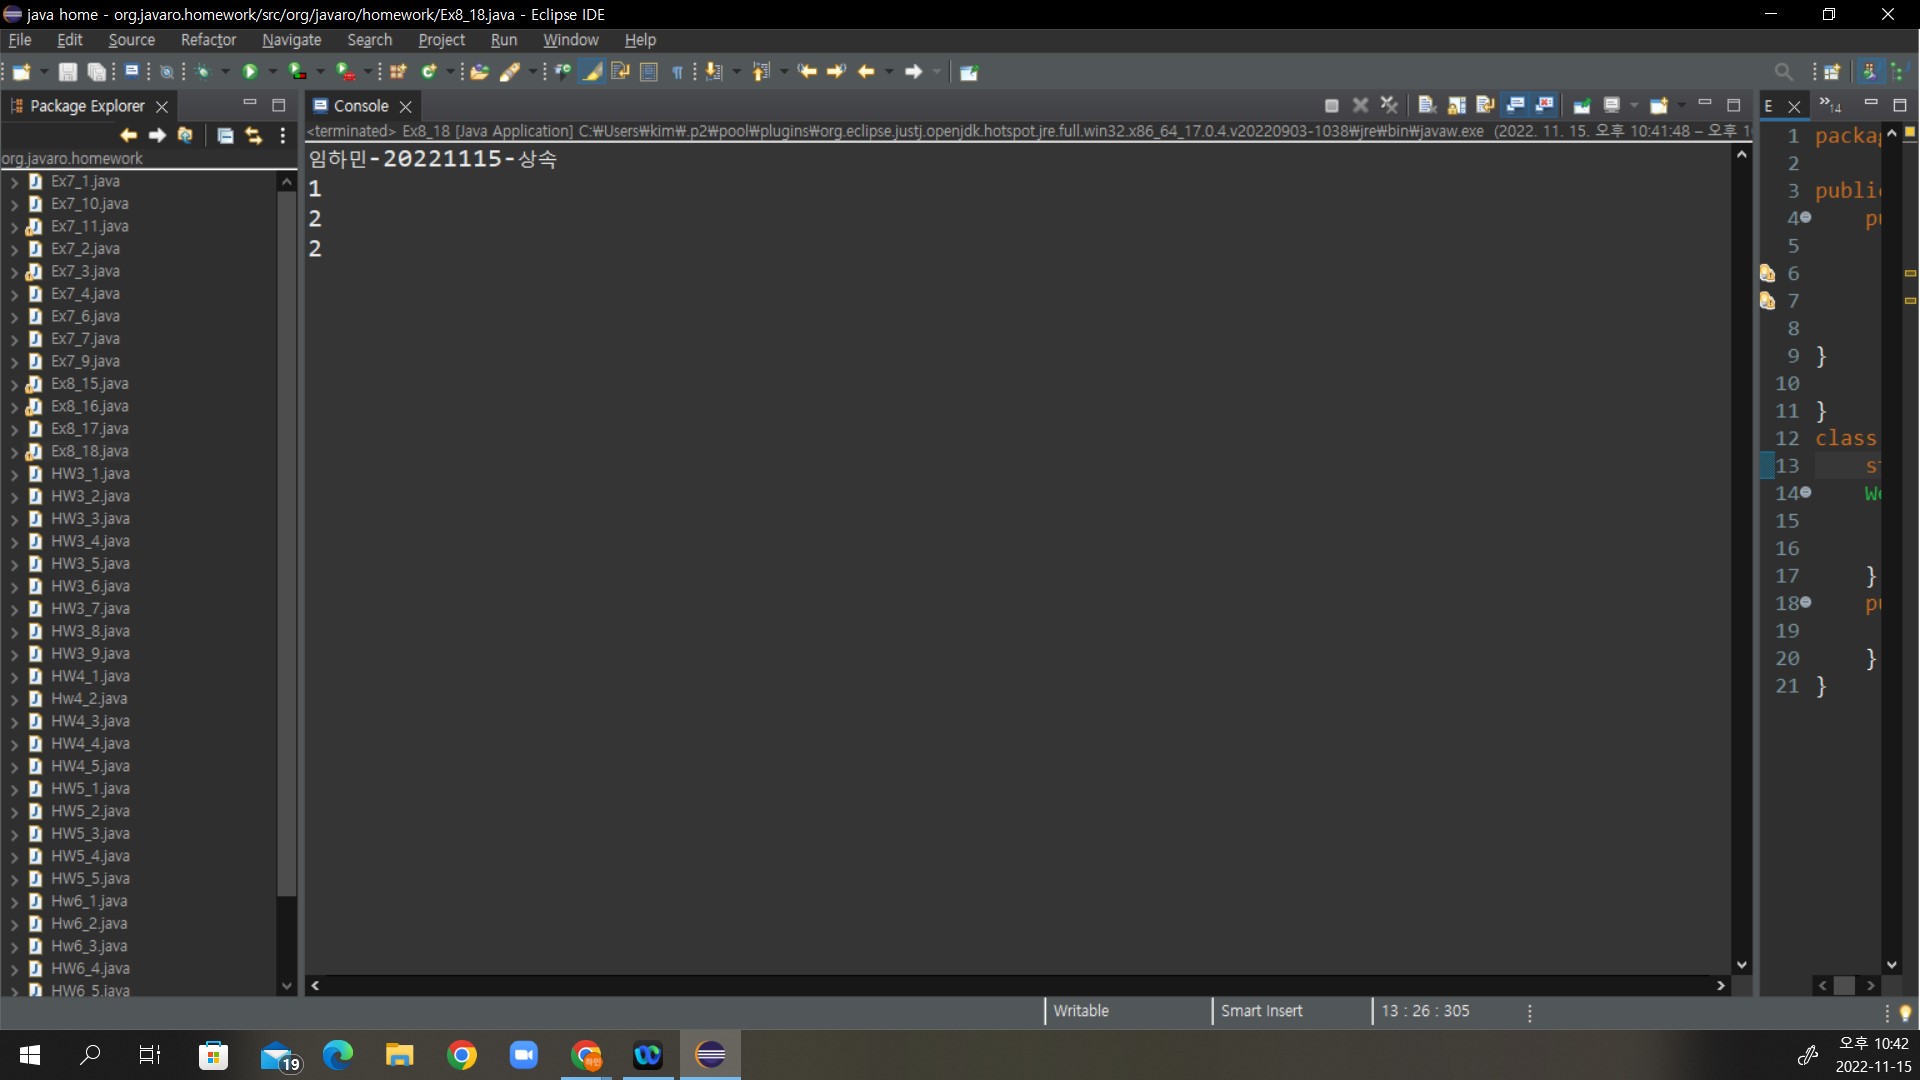 java home - org.javaro.homework/src/org/javaro/homework/Ex8_18.java - Eclipse IDE
File Edit Source Refactor Navigate Search Project Run Window Help
Package Explorer
org.javaro.homework
Ex7_1.java
Ex7_10.java
Ex7_11.java
Ex7_2.java
Ex7_3.java
Ex7_4.java
Ex7_6.java
Ex7_7.java
Ex7_9.java
Ex8_15.java
Ex8_16.java
Ex8_17.java
Ex8_18.java
HW3_1.java
HW3_2.java
HW3_3.java
HW3_4.java
HW3_5.java
HW3_6.java
HW3_7.java
HW3_8.java
HW3_9.java
HW4_1.java
Hw4_2.java
HW4_3.java
HW4_4.java
HW4_5.java
HW5_1.java
HW5_2.java
HW5_3.java
HW5_4.java
HW5_5.java
Hw6_1.java
Hw6_2.java
Hw6_3.java
HW6_4.java
HW6_5.java
Console
<terminated> Ex8_18 [Java Application] C:₩Users₩kim₩.p2₩pool₩plugins₩org.eclipse.justj.openjdk.hotspot.jre.full.win32.x86_64_17.0.4.v20220903-1038₩jre₩bin₩javaw.exe (2022. 11. 15. 오후 10:41:48 – 오후 1
임하민-20221115-상속
1
2
2
E »14
1 packa
2
3 publi
4 pu
5
6
7
8
9 }
10
11 }
12 class
13 s
14 We
15
16
17 }
18 pu
19
20 }
21 }
Writable Smart Insert 13 : 26 : 305
19
하민
오후 10:42
2022-11-15